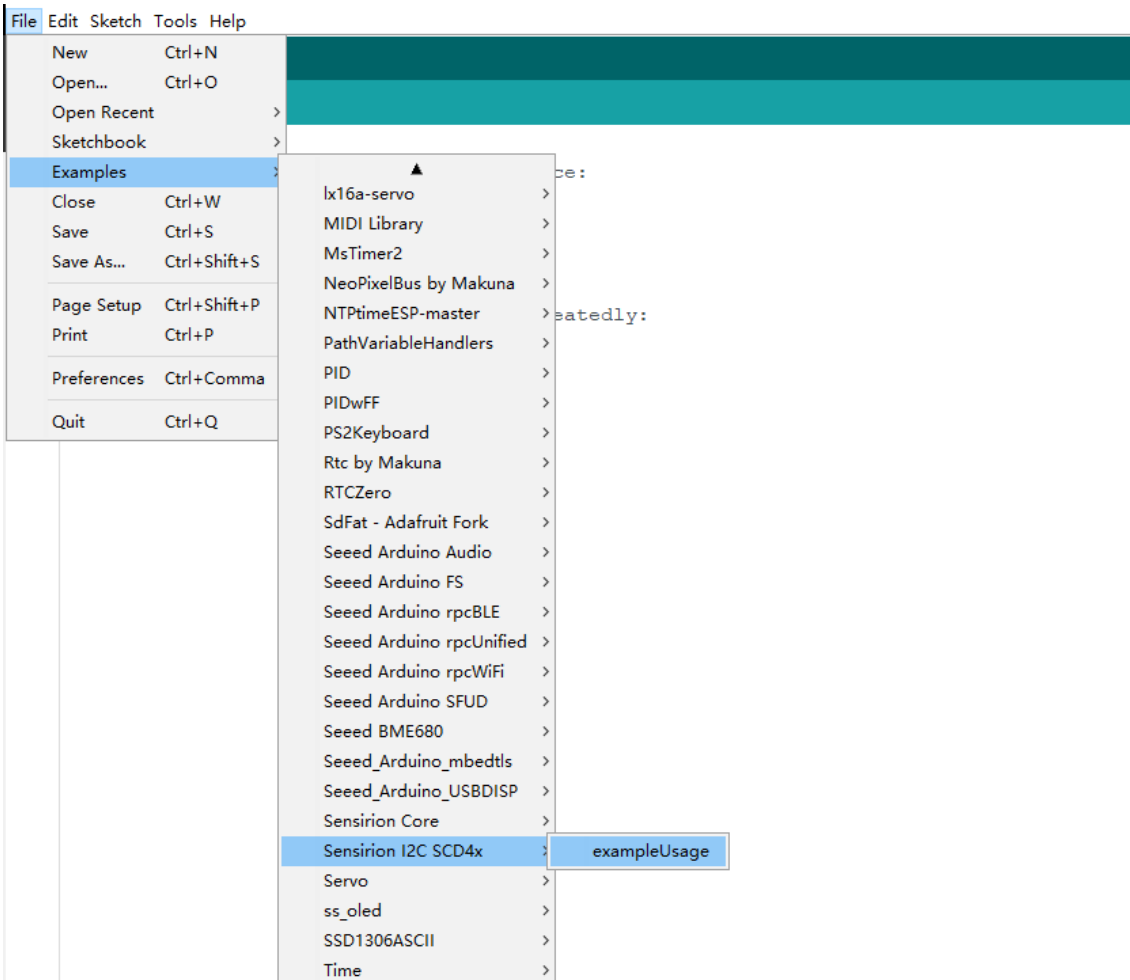 File Edit Sketch Tools Help
New Ctrl+N
Open... Ctrl+O
Open Recent
Sketchbook
Examples
Close Ctrl+W
Save Ctrl+S
Save As... Ctrl+Shift+S
Page Setup Ctrl+Shift+P
Print Ctrl+P
Preferences Ctrl+Comma
Quit Ctrl+Q
lx16a-servo
MIDI Library
MsTimer2
NeoPixelBus by Makuna
NTPtimeESP-master
PathVariableHandlers
PID
PIDwFF
PS2Keyboard
Rtc by Makuna
RTCZero
SdFat - Adafruit Fork
Seeed Arduino Audio
Seeed Arduino FS
Seeed Arduino rpcBLE
Seeed Arduino rpcUnified
Seeed Arduino rpcWiFi
Seeed Arduino SFUD
Seeed BME680
Seeed_Arduino_mbedtls
Seeed_Arduino_USBDISP
Sensirion Core
Sensirion I2C SCD4x
Servo
ss_oled
SSD1306ASCII
Time
exampleUsage
ce:
eatedly: